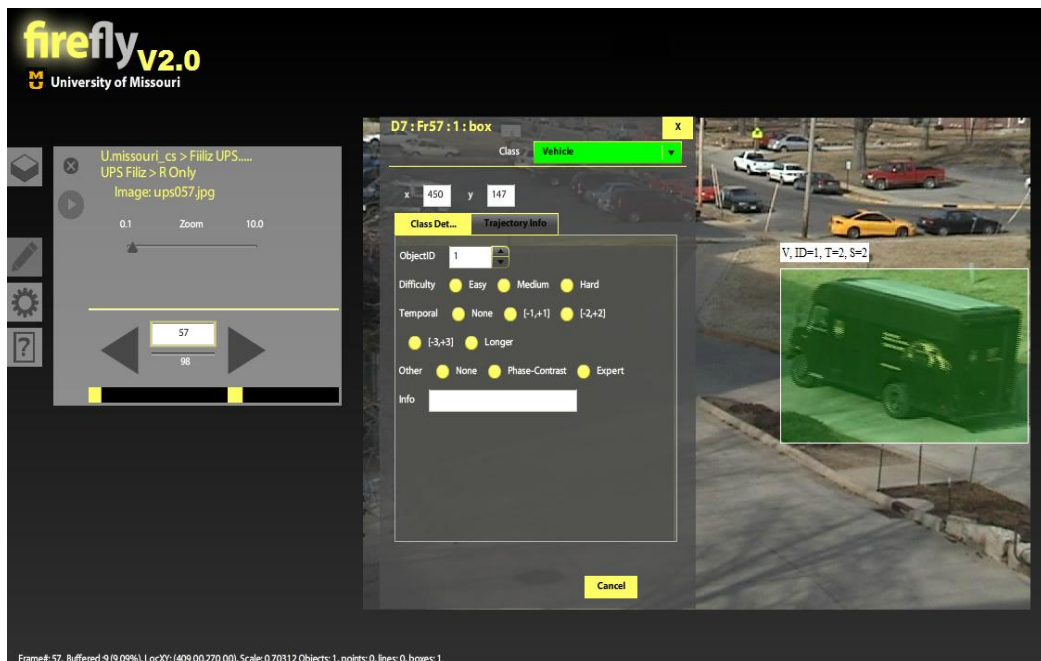 firefly V2.0
University of Missouri
U.missouri_cs > Fiiliz UPS.....
UPS Filiz > R Only
Image: ups057.jpg
0.1 Zoom 10.0
57
98
?
D7 : Fr57 : 1 : box X
Class Vehicle
x 450 y 147
Class Det... Trajectory Info
ObjectID 1
Difficulty Easy Medium Hard
Temporal None [-1,+1] [-2,+2]
[-3,+3] Longer
Other None Phase-Contrast Expert
Info
Cancel
V, ID=1, T=2, S=2
Frame#: 57, Buffered :9 (9.09%), LocXY: (409.00,270.00), Scale: 0.70312 Objects: 1, points: 0, lines: 0, boxes: 1